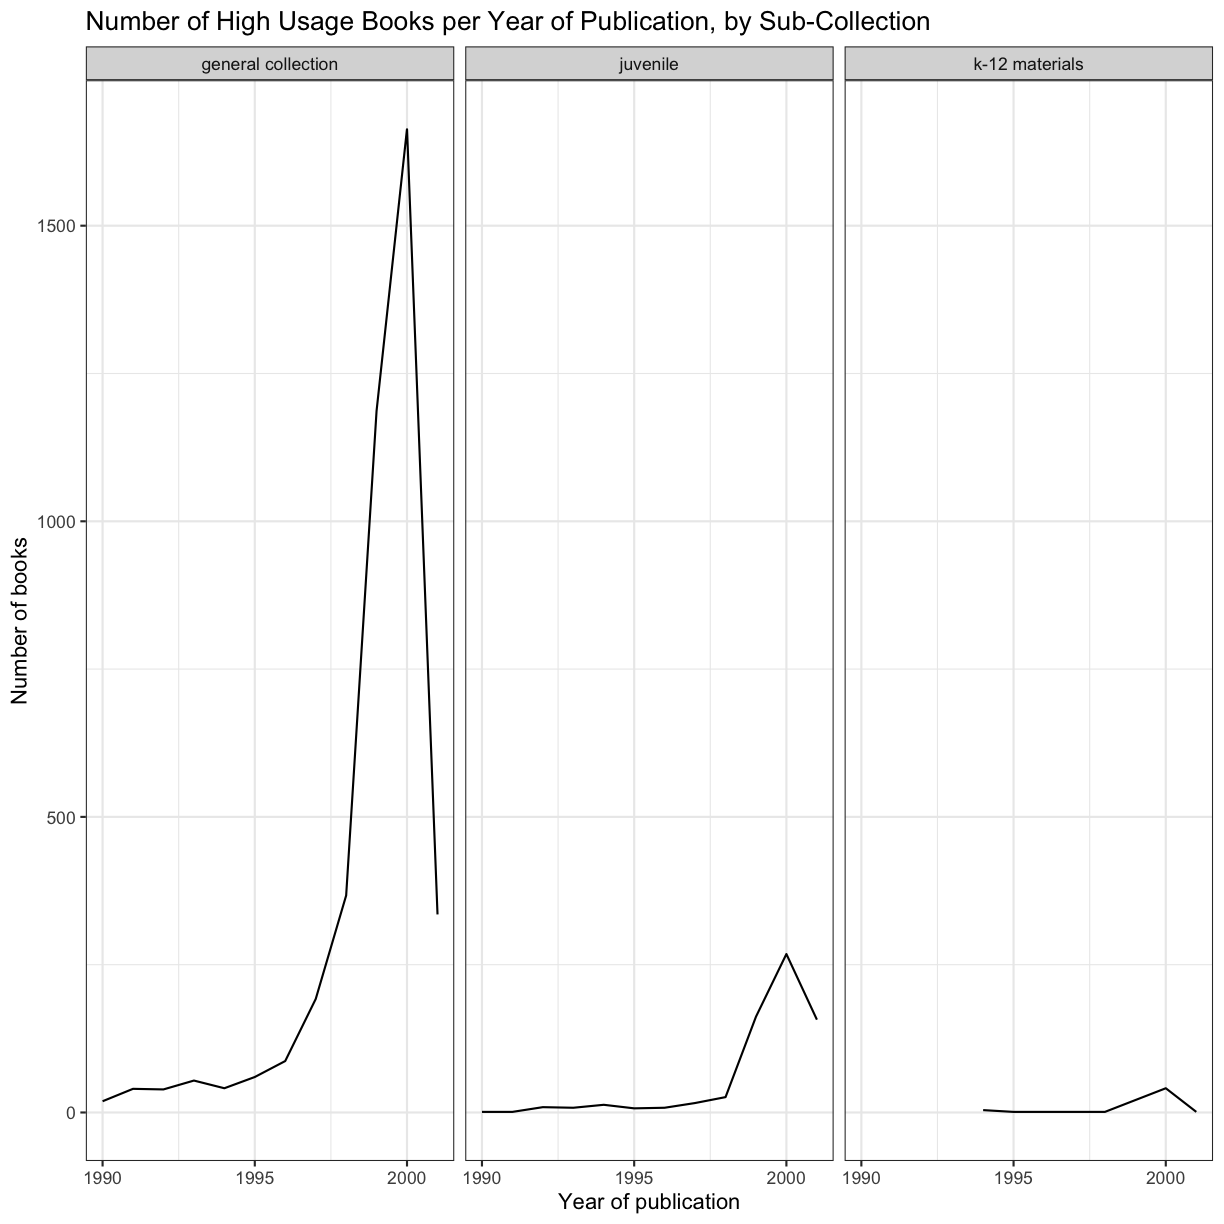 Number of High Usage Books per Year of Publication, by Sub-Collection
general collection
juvenile
k-12 materials
Number of books
1500
1000
500
0
1990
1995
2000
1990
1995
2000
1990
1995
2000
Year of publication